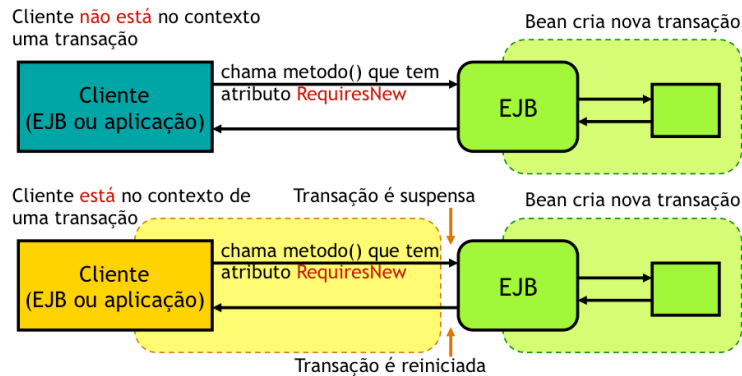 Cliente não está no contexto
uma transação
Bean cria nova transação
Cliente
(EJB ou aplicação)
chama metodo() que tem
atributo RequiresNew
EJB
Cliente está no contexto de
uma transação
Transação é suspensa
Bean cria nova transação
Cliente
(EJB ou aplicação)
chama metodo() que tem
atributo RequiresNew
EJB
Transação é reiniciada